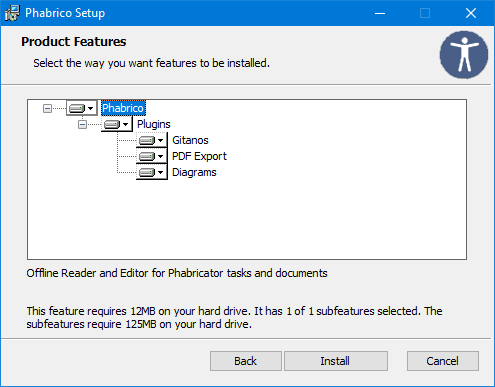 Phabrico Setup
Product Features
Select the way you want features to be installed.
Phabrico
Plugins
Gitanos
PDF Export
Diagrams
Offline Reader and Editor for Phabricator tasks and documents
This feature requires 12MB on your hard drive. It has 1 of 1 subfeatures selected. The
subfeatures require 125MB on your hard drive.
Back Install Cancel